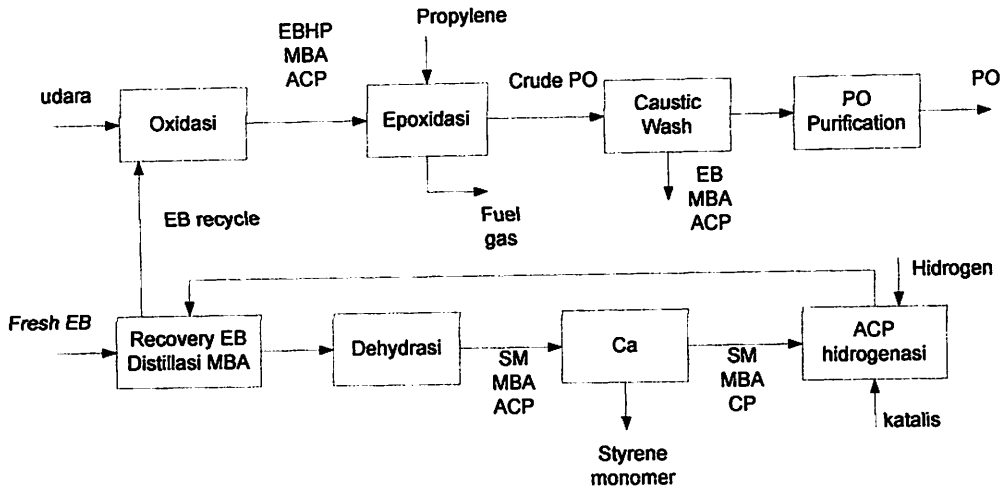 Propylene
EBHP
MBA
ACP
udara
Oxidasi
Epoxidasi
Crude PO
Caustic
Wash
PO
Purification
PO
EB
MBA
ACP
EB recycle
Fuel
gas
Hidrogen
Fresh EB
Recovery EB
Distillasi MBA
Dehydrasi
SM
MBA
ACP
Ca
SM
MBA
CP
ACP
hidrogenasi
katalis
Styrene
monomer